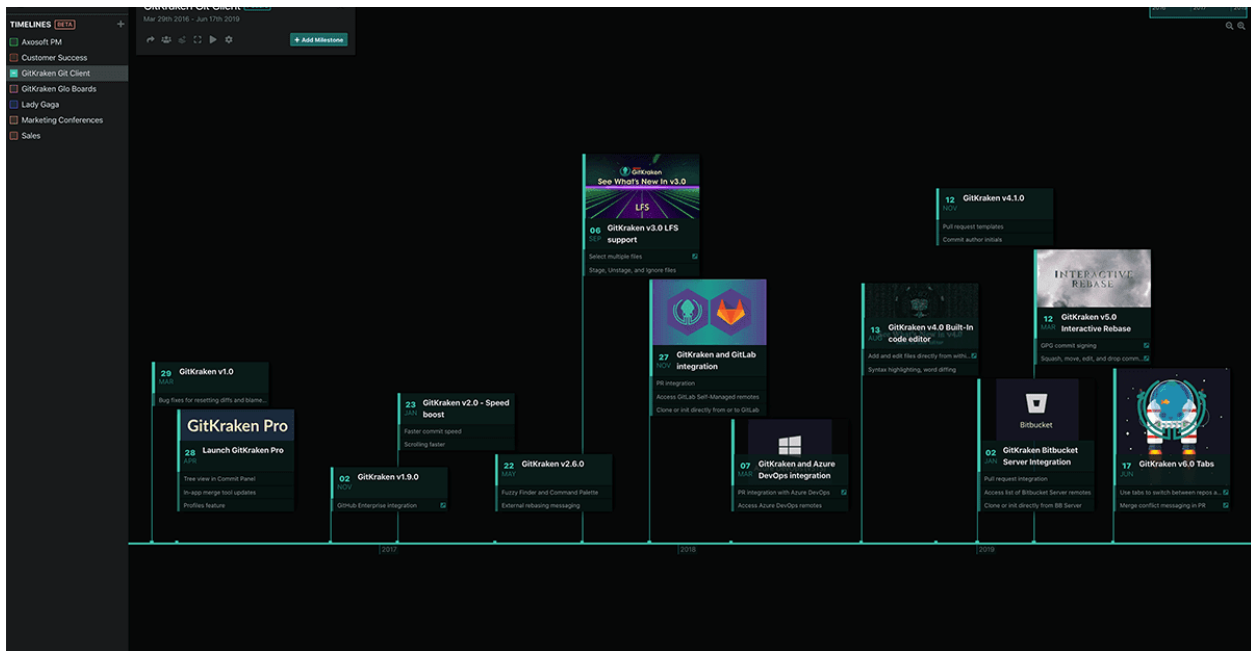 TIMELINES BETA +
Axosoft PM
Customer Success
GitKraken Git Client
GitKraken Glo Boards
Lady Gaga
Marketing Conferences
Sales
GitKraken Git Client
Mar 29th 2016 - Jun 17th 2019
+ Add Milestone
2016 2017 2018
29 GitKraken v1.0
MAR
Bug fixes for resetting diffs and blame...
GitKraken Pro
28 Launch GitKraken Pro
APR
Tree view in Commit Panel
In-app merge tool updates
Profiles feature
02 GitKraken v1.9.0
NOV
GitHub Enterprise Integration
23 GitKraken v2.0 - Speed
JAN boost
Faster commit speed
Scrolling faster
22 GitKraken v2.6.0
MAY
Fuzzy Finder and Command Palette
External rebasing messaging
GitKraken
See What's New In v3.0
LFS
06 GitKraken v3.0 LFS
SEP support
Select multiple files
Stage, Unstage, and ignore files
27 GitKraken and GitLab
NOV integration
PR integration
Access GitLab Self-Managed remotes
Clone or init directly from or to GitLab
07 GitKraken and Azure
MAR DevOps integration
PR integration with Azure DevOps
Access Azure DevOps remotes
13 GitKraken v4.0 Built-In
AUG code editor
Add and edit files directly from withi...
Syntax highlighting, word diffing
12 GitKraken v4.1.0
NOV
Pull request templates
Commit author initials
Bitbucket
02 GitKraken Bitbucket
JAN Server Integration
Pull request integration
Access list of Bitbucket Server remotes
Clone or init directly from BB Server
INTERACTIVE
REBASE
12 GitKraken v5.0
MAR Interactive Rebase
GPG commit signing
Squash, move, edit, and drop comm...
17 GitKraken v6.0 Tabs
JUN
Use tabs to switch between repos a...
Merge conflict messaging in PR
2017 2018 2019